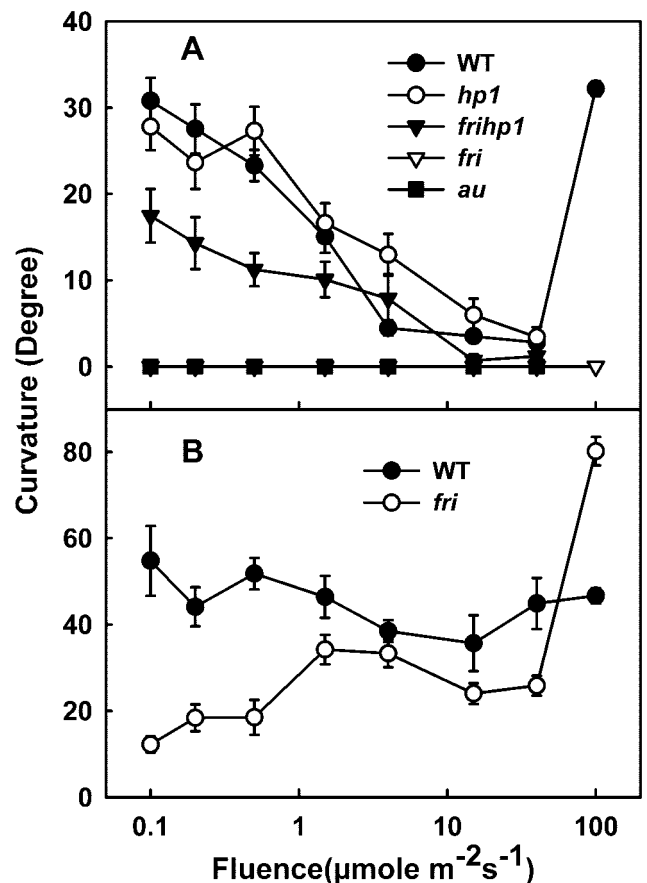 Curvature (Degree)
A
40
30
20
10
0
WT
hp1
frihp1
fri
au
B
80
60
40
20
0
WT
fri
0.1 1 10 100
Fluence(µmole m⁻²s⁻¹)